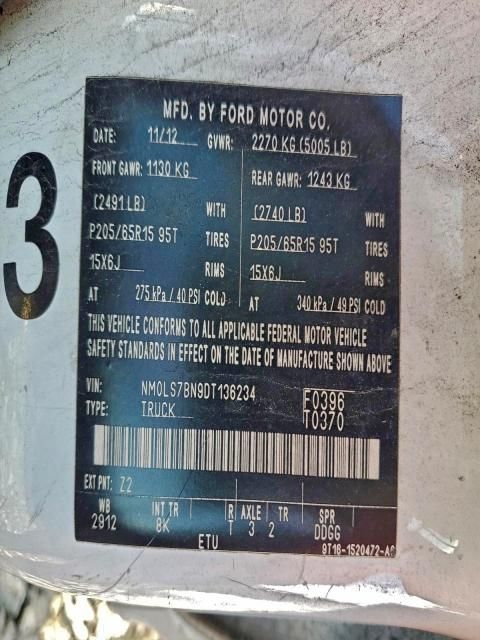 3
MFD. BY FORD MOTOR CO.
DATE: 11/12 GVWR: 2270 KG (5005 LB)
FRONT GAWR: 1130 KG REAR GAWR: 1243 KG
(2491 LB) WITH (2740 LB) WITH
P205/65R15 95T TIRES P205/65R15 95T TIRES
15X6J RIMS 15X6J RIMS
AT 275 kPa / 40 PSI COLD AT 340 kPa / 49 PSI COLD
THIS VEHICLE CONFORMS TO ALL APPLICABLE FEDERAL MOTOR VEHICLE
SAFETY STANDARDS IN EFFECT ON THE DATE OF MANUFACTURE SHOWN ABOVE
VIN: NM0LS7BN9DT136234 F0396
TYPE: TRUCK T0370
EXT PNT: Z2
WB INT TR R AXLE TR SPR
2912 8K T 3 2 DDGG
ETU 9T16-1520472-AC